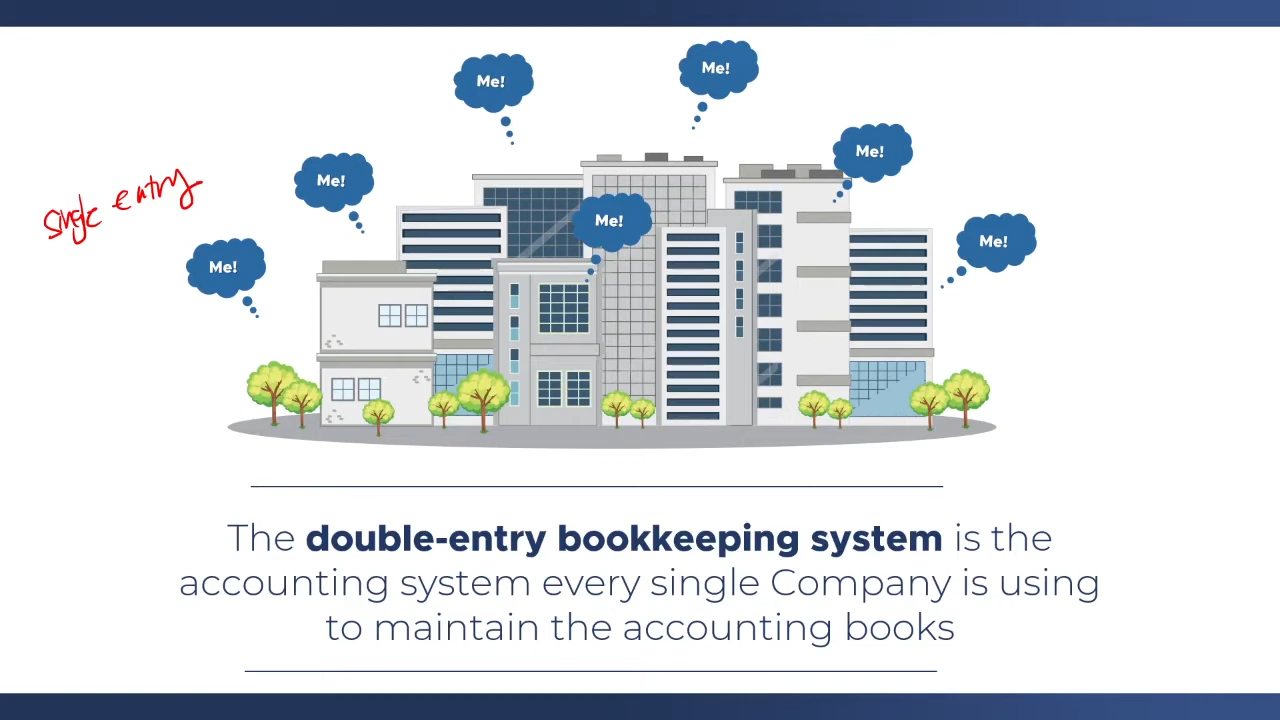 Me!
Me!
Me!
Me!
single entry
Me!
Me!
Me!
The double-entry bookkeeping system is the
accounting system every single Company is using
to maintain the accounting books